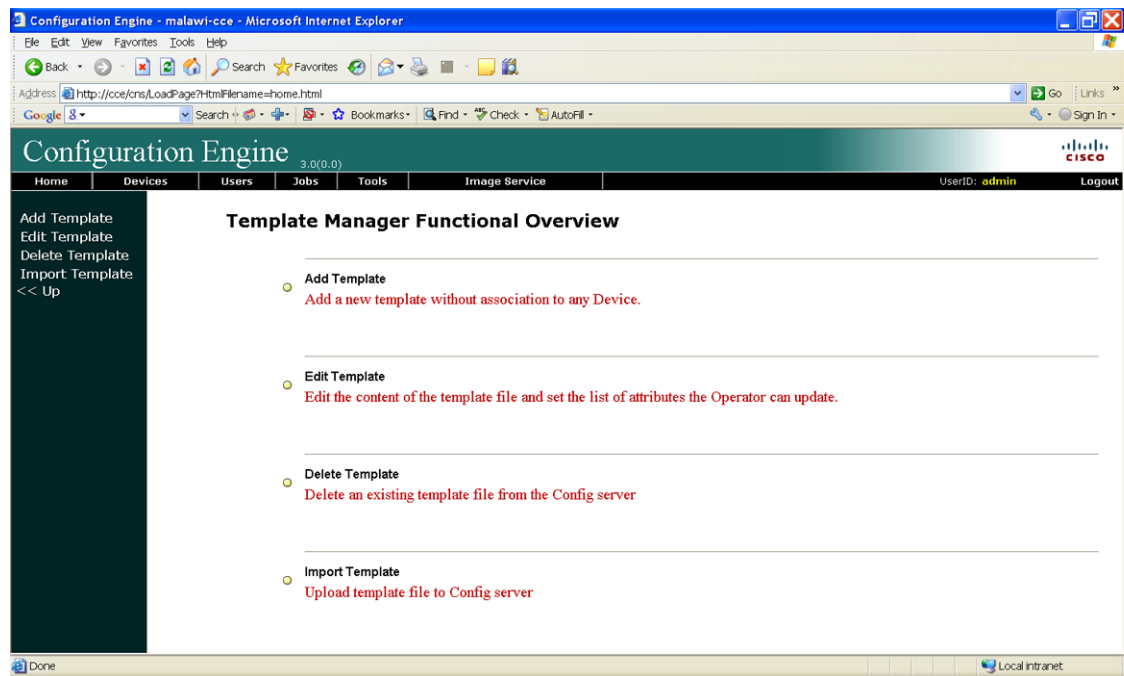 Configuration Engine - malawi-cce - Microsoft Internet Explorer
File Edit View Favorites Tools Help
Back Search Favorites
Address http://cce/cns/LoadPage?HtmlFilename=home.html Go Links »
Google Search Bookmarks Find Check AutoFill Sign In
Configuration Engine 3.0(0.0)
CISCO
Home Devices Users Jobs Tools Image Service UserID: admin Logout
Add Template
Edit Template
Delete Template
Import Template
<< Up
Template Manager Functional Overview
Add Template
Add a new template without association to any Device.
Edit Template
Edit the content of the template file and set the list of attributes the Operator can update.
Delete Template
Delete an existing template file from the Config server
Import Template
Upload template file to Config server
Done Local intranet